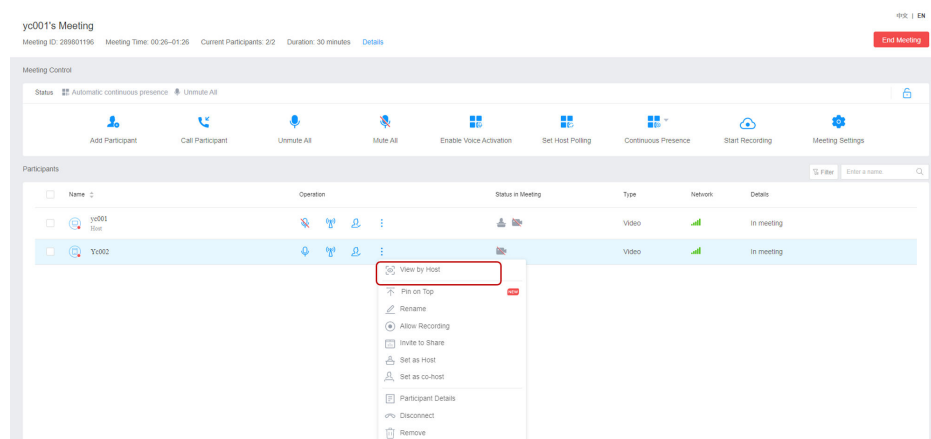 中文 | EN
yc001's Meeting
Meeting ID: 289801196 Meeting Time: 00:26–01:26 Current Participants: 2/2 Duration: 30 minutes Details
End Meeting
Meeting Control
Status Automatic continuous presence Unmute All
Add Participant Call Participant Unmute All Mute All Enable Voice Activation Set Host Polling Continuous Presence Start Recording Meeting Settings
Participants
Filter Enter a name
Name Operation Status in Meeting Type Network Details
yc001 Video In meeting
Host
Yc002 Video In meeting
View by Host
Pin on Top NEW
Rename
Allow Recording
Invite to Share
Set as Host
Set as co-host
Participant Details
Disconnect
Remove